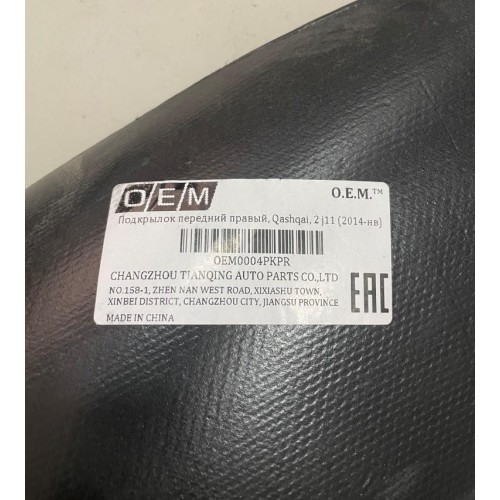 OEM
O.E.M.™
Подкрылок передний правый, Qashqai, 2 j11 (2014-нв)
OEM0004PKPR
CHANGZHOU TIANQING AUTO PARTS CO.,LTD
NO.158-1, ZHEN NAN WEST ROAD, XIXIASHU TOWN,
XINBEI DISTRICT, CHANGZHOU CITY, JIANGSU PROVINCE
MADE IN CHINA
EAC